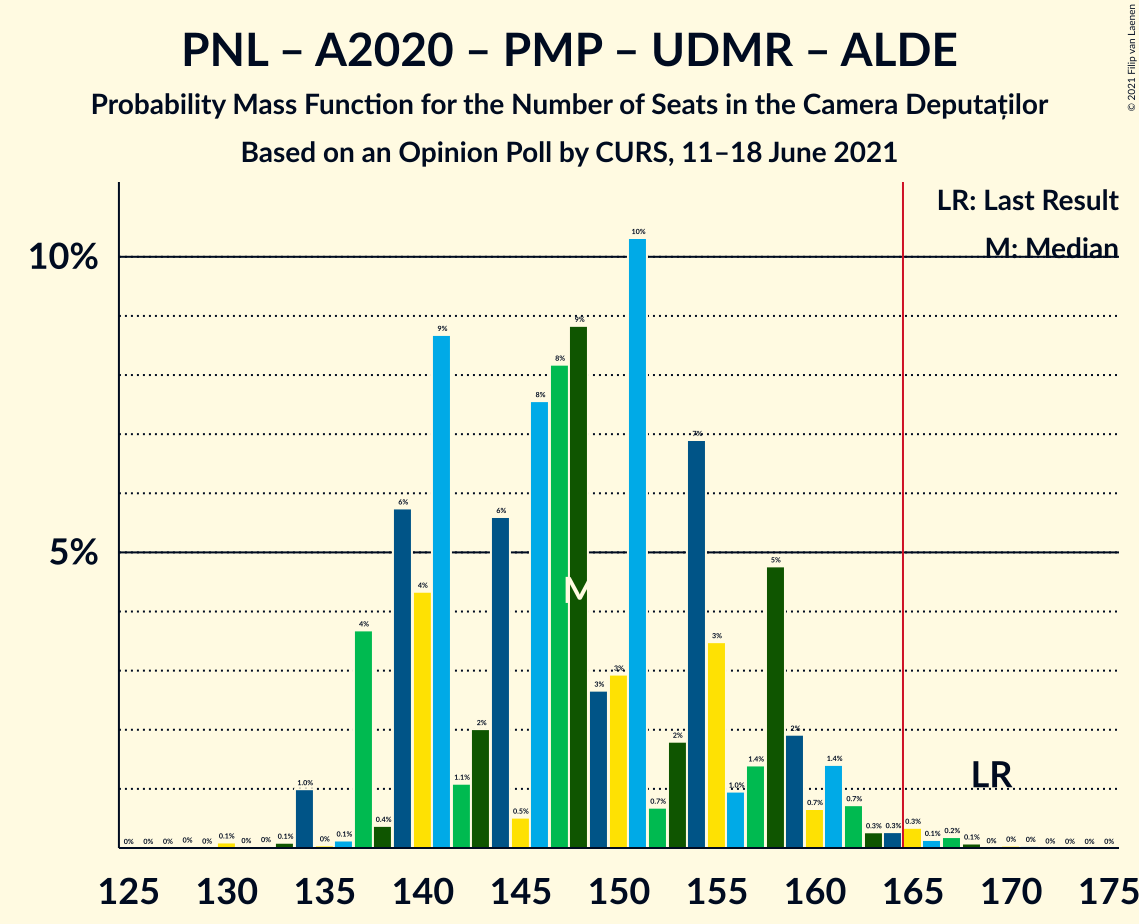 PNL – A2020 – PMP – UDMR – ALDE
Probability Mass Function for the Number of Seats in the Camera Deputaților
Based on an Opinion Poll by CURS, 11–18 June 2021
© 2021 Filip van Laenen
LR: Last Result
M: Median
10%
5%
0% 0% 0% 0% 0% 0.1% 0% 0% 0.1% 1.0% 0% 0.1% 4% 0.4% 6% 4% 9% 1.1% 2% 6% 0.5% 8% 8% 9% 3% 3% 10% 0.7% 2% 7% 3% 1.0% 1.4% 5% 2% 0.7% 1.4% 0.7% 0.3% 0.3% 0.3% 0.1% 0.2% 0.1% 0% 0% 0% 0% 0% 0% 0%
M
LR
125 130 135 140 145 150 155 160 165 170 175